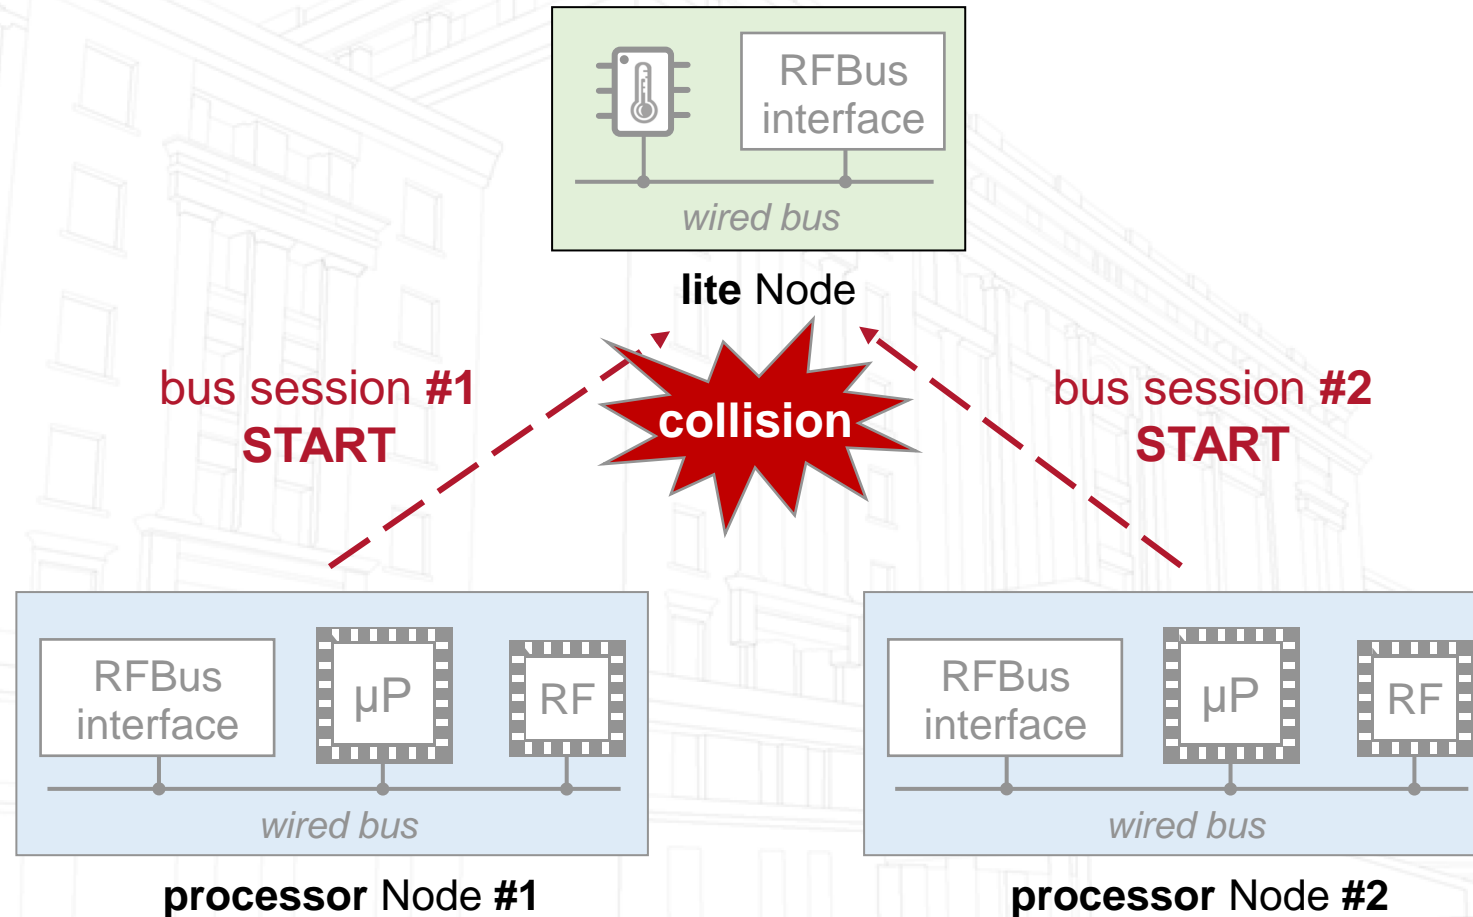 RFBus
interface
wired bus
lite Node
bus session #1
START
collision
bus session #2
START
RFBus
interface
µP
RF
wired bus
processor Node #1
RFBus
interface
µP
RF
wired bus
processor Node #2